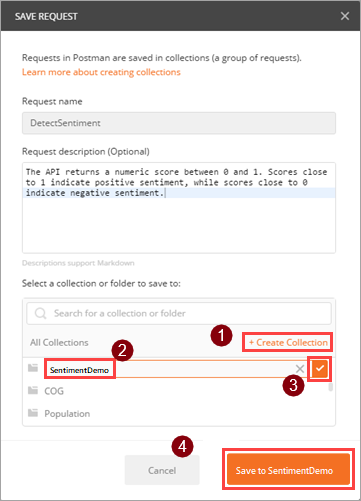 SAVE REQUEST
Requests in Postman are saved in collections (a group of requests).
Learn more about creating collections
Request name
DetectSentiment
Request description (Optional)
The API returns a numeric score between 0 and 1. Scores close
to 1 indicate positive sentiment, while scores close to 0
indicate negative sentiment.
Descriptions support Markdown
Select a collection or folder to save to:
Search for a collection or folder
1
All Collections
+ Create Collection
2
SentimentDemo
3
COG
Population
4
Cancel
Save to SentimentDemo